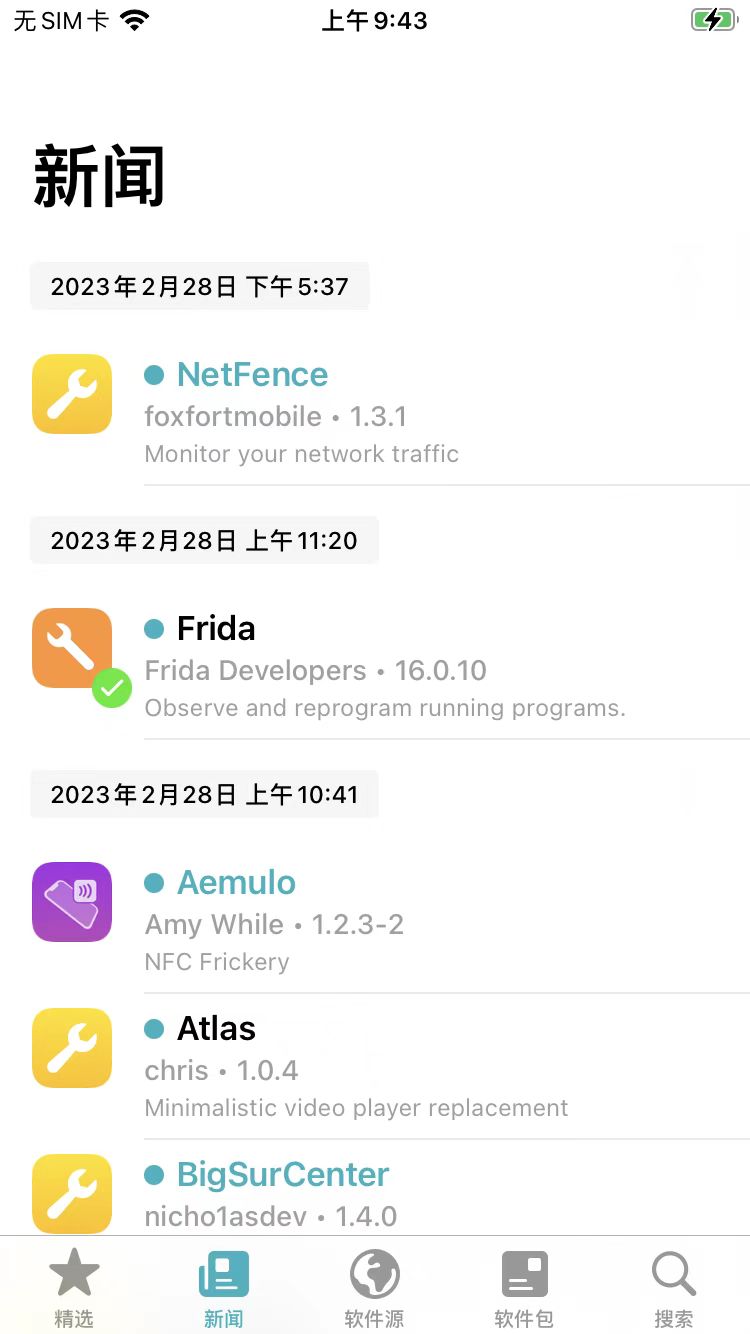 无SIM卡 上午9:43
新闻
2023年2月28日 下午5:37
NetFence
foxfortmobile • 1.3.1
Monitor your network traffic
2023年2月28日 上午11:20
Frida
Frida Developers • 16.0.10
Observe and reprogram running programs.
2023年2月28日 上午10:41
Aemulo
Amy While • 1.2.3-2
NFC Frickery
Atlas
chris • 1.0.4
Minimalistic video player replacement
BigSurCenter
nicho1asdev • 1.4.0
精选 新闻 软件源 软件包 搜索